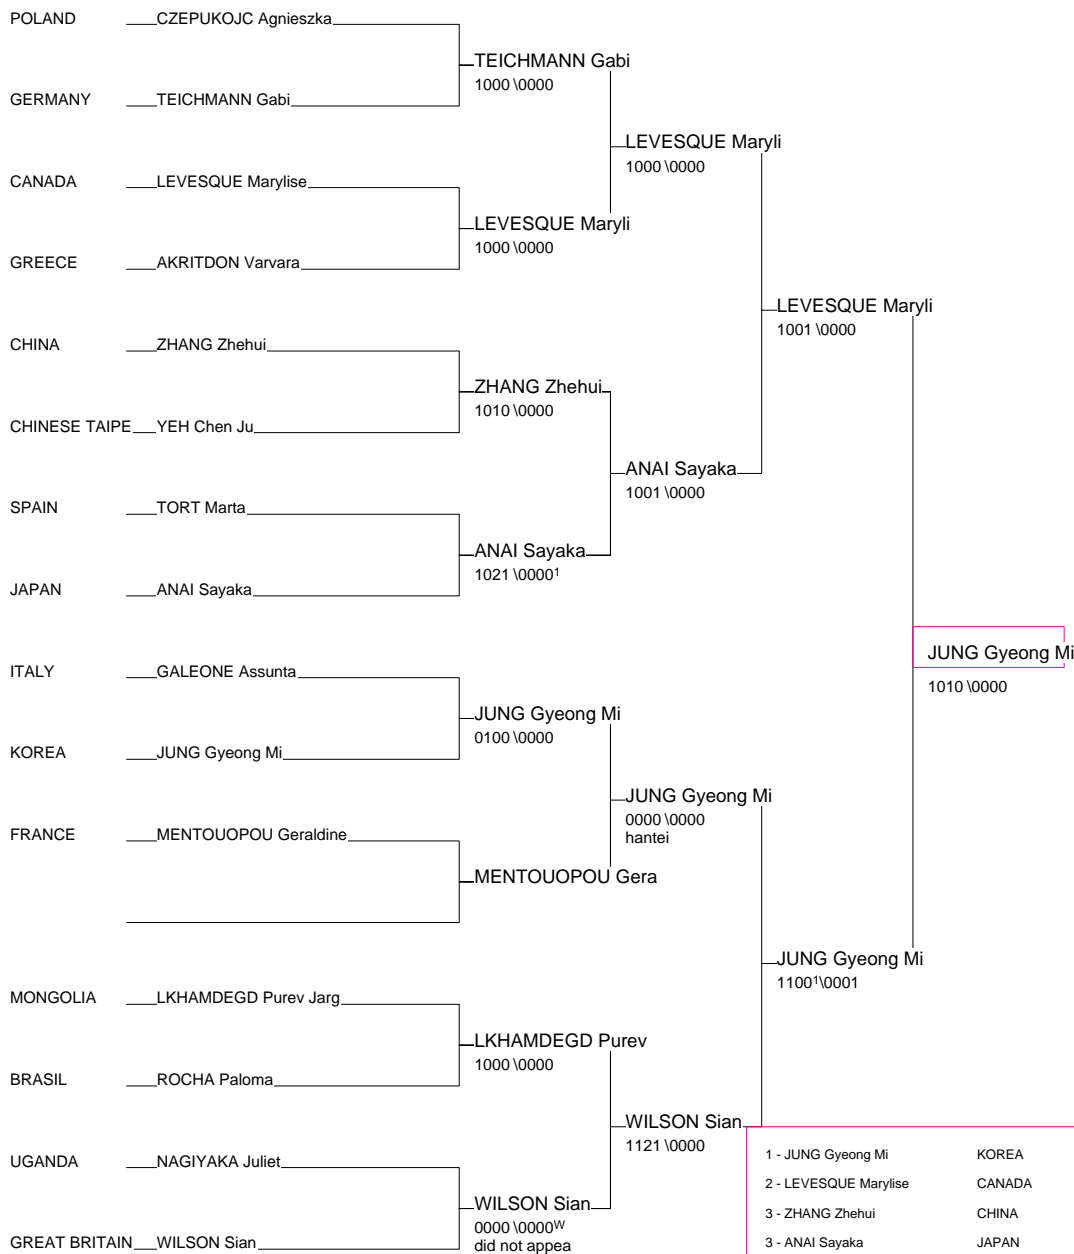 POLAND CZEPUKOJC Agnieszka
TEICHMANN Gabi
1000 \0000
GERMANY TEICHMANN Gabi
LEVESQUE Maryli
1000 \0000
CANADA LEVESQUE Marylise
LEVESQUE Maryli
1000 \0000
GREECE AKRITDON Varvara
LEVESQUE Maryli
1001 \0000
CHINA ZHANG Zhehui
ZHANG Zhehui
1010 \0000
CHINESE TAIPE YEH Chen Ju
ANAI Sayaka
1001 \0000
SPAIN TORT Marta
ANAI Sayaka
1021 \0000¹
JAPAN ANAI Sayaka
JUNG Gyeong Mi
1010 \0000
ITALY GALEONE Assunta
JUNG Gyeong Mi
0100 \0000
KOREA JUNG Gyeong Mi
JUNG Gyeong Mi
0000 \0000
hantei
FRANCE MENTOUOPOU Geraldine
MENTOUOPOU Gera
JUNG Gyeong Mi
1100¹\0001
MONGOLIA LKHAMDEGD Purev Jarg
LKHAMDEGD Purev
1000 \0000
BRASIL ROCHA Paloma
WILSON Sian
1121 \0000
UGANDA NAGIYAKA Juliet
WILSON Sian
0000 \0000ᵂ
did not appea
GREAT BRITAIN WILSON Sian
1 - JUNG Gyeong Mi KOREA
2 - LEVESQUE Marylise CANADA
3 - ZHANG Zhehui CHINA
3 - ANAI Sayaka JAPAN